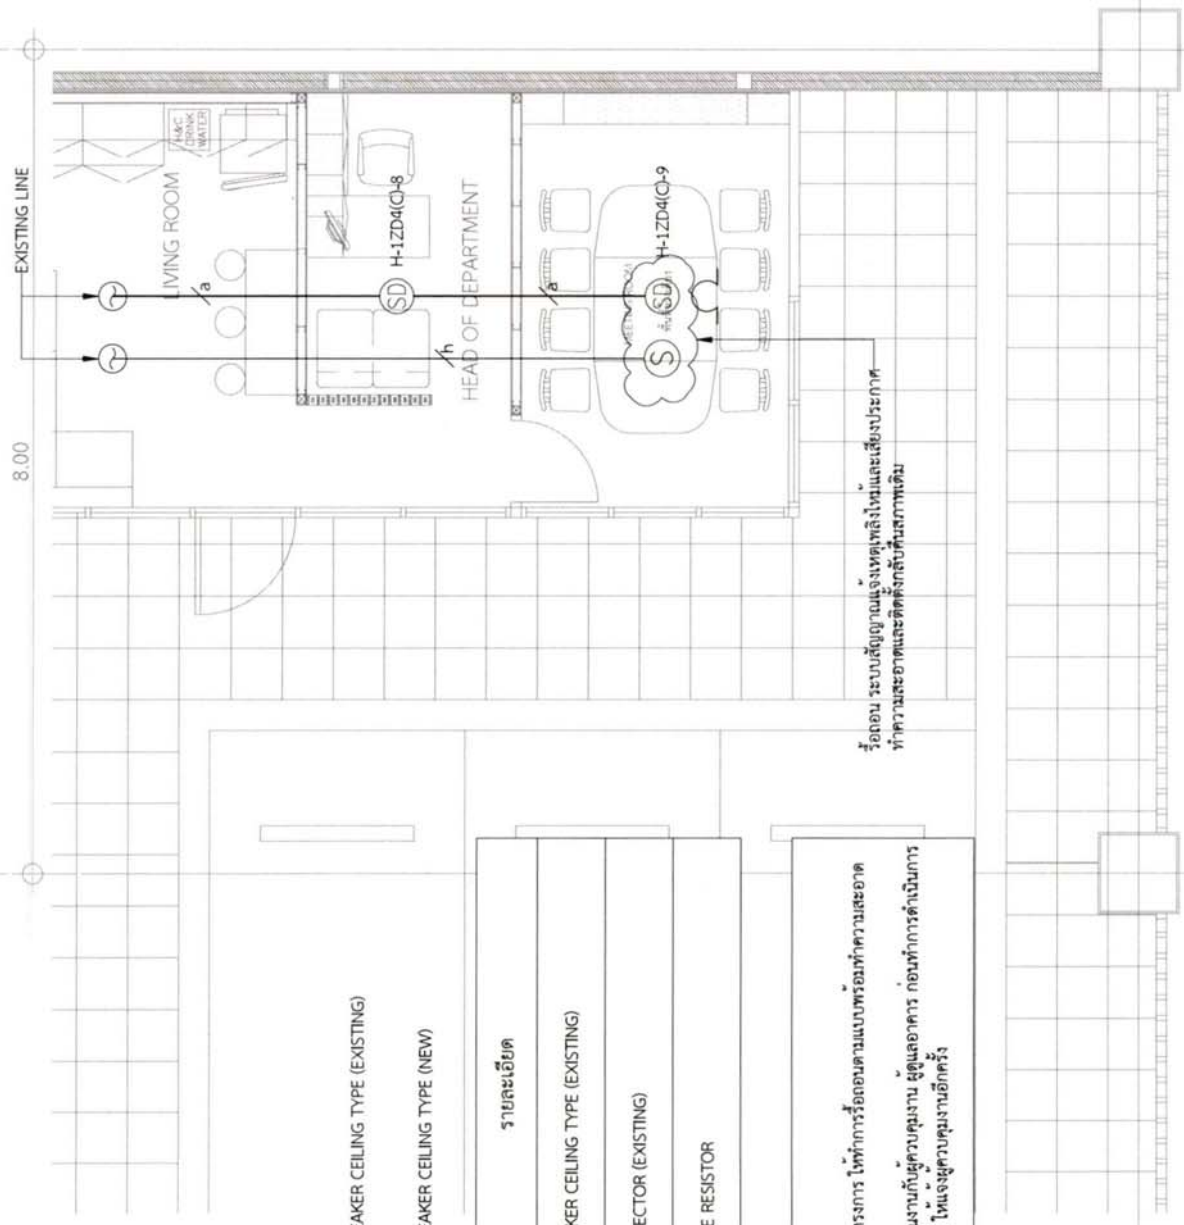 EXISTING LINE
8.00
H&C
DRINK
WATER
LIVING ROOM
a
H-1ZD4(C)-8
SD
HEAD OF DEPARTMENT
h
a
H-1ZD4(C)-9
SD
S
รื้อถอน ระบบสัญญาณแจ้งเหตุเพลิงไหม้และเสียงประกาศ
ทำความสะอาดและติดตั้งกลับคืนสภาพเดิม
AKER CEILING TYPE (EXISTING)
AKER CEILING TYPE (NEW)
รายละเอียด
KER CEILING TYPE (EXISTING)
ECTOR (EXISTING)
E RESISTOR
รงการ ให้ทำการรื้อถอนตามแบบพร้อมทำความสะอาด
งานกับผู้ควบคุมงาน ผู้ดูแลอาคาร ก่อนทำการดำเนินการ
ให้แจ้งผู้ควบคุมงานอีกครั้ง